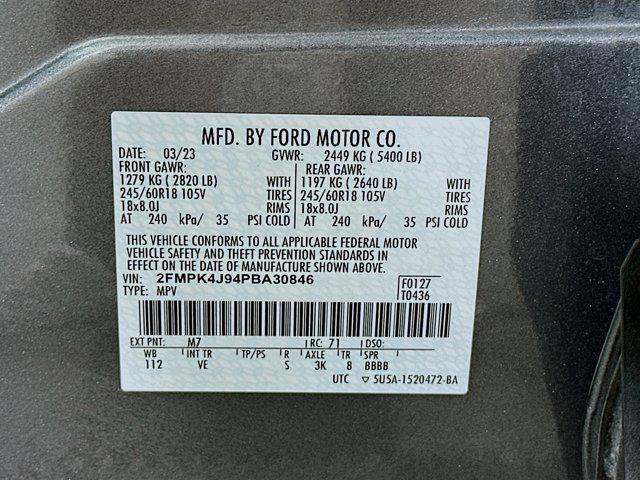 MFD. BY FORD MOTOR CO.
DATE: 03/23 GVWR: 2449 KG ( 5400 LB)
FRONT GAWR: REAR GAWR:
1279 KG ( 2820 LB) WITH 1197 KG ( 2640 LB) WITH
245/60R18 105V TIRES 245/60R18 105V TIRES
18x8.0J RIMS 18x8.0J RIMS
AT 240 kPa/ 35 PSI COLD AT 240 kPa/ 35 PSI COLD
THIS VEHICLE CONFORMS TO ALL APPLICABLE FEDERAL MOTOR
VEHICLE SAFETY AND THEFT PREVENTION STANDARDS IN
EFFECT ON THE DATE OF MANUFACTURE SHOWN ABOVE.
VIN: 2FMPK4J94PBA30846 F0127
TYPE: MPV T0436
EXT PNT: M7 RC: 71 DSO:
WB INT TR TP/PS R AXLE TR SPR
112 VE S 3K 8 BBBB
UTC ▽ 5U5A-1520472-BA